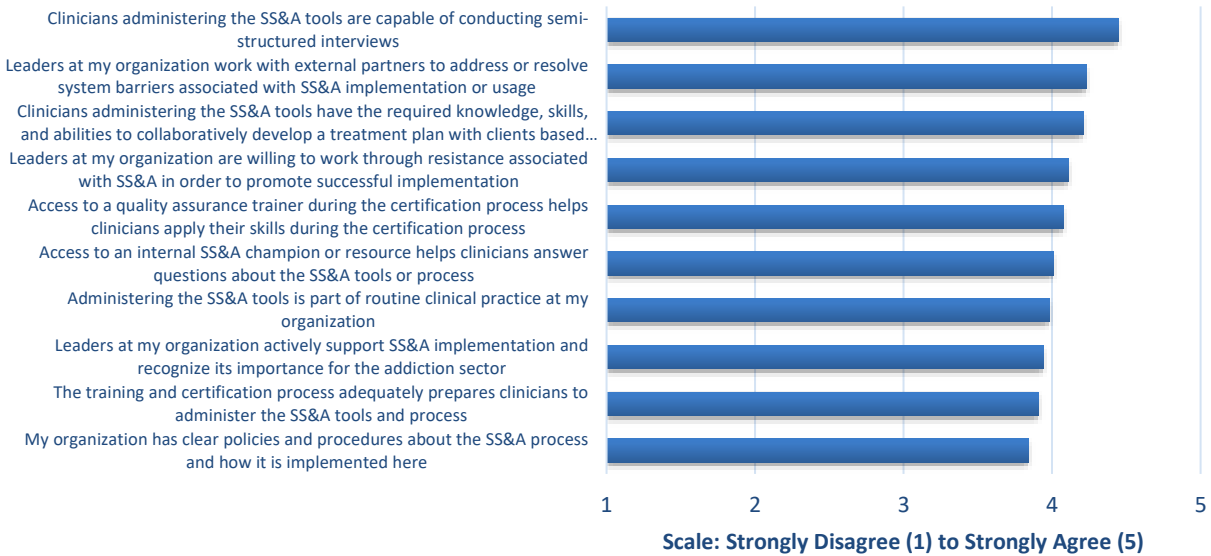 Clinicians administering the SS&A tools are capable of conducting semi-
structured interviews
Leaders at my organization work with external partners to address or resolve
system barriers associated with SS&A implementation or usage
Clinicians administering the SS&A tools have the required knowledge, skills,
and abilities to collaboratively develop a treatment plan with clients based…
Leaders at my organization are willing to work through resistance associated
with SS&A in order to promote successful implementation
Access to a quality assurance trainer during the certification process helps
clinicians apply their skills during the certification process
Access to an internal SS&A champion or resource helps clinicians answer
questions about the SS&A tools or process
Administering the SS&A tools is part of routine clinical practice at my
organization
Leaders at my organization actively support SS&A implementation and
recognize its importance for the addiction sector
The training and certification process adequately prepares clinicians to
administer the SS&A tools and process
My organization has clear policies and procedures about the SS&A process
and how it is implemented here
1 2 3 4 5
Scale: Strongly Disagree (1) to Strongly Agree (5)